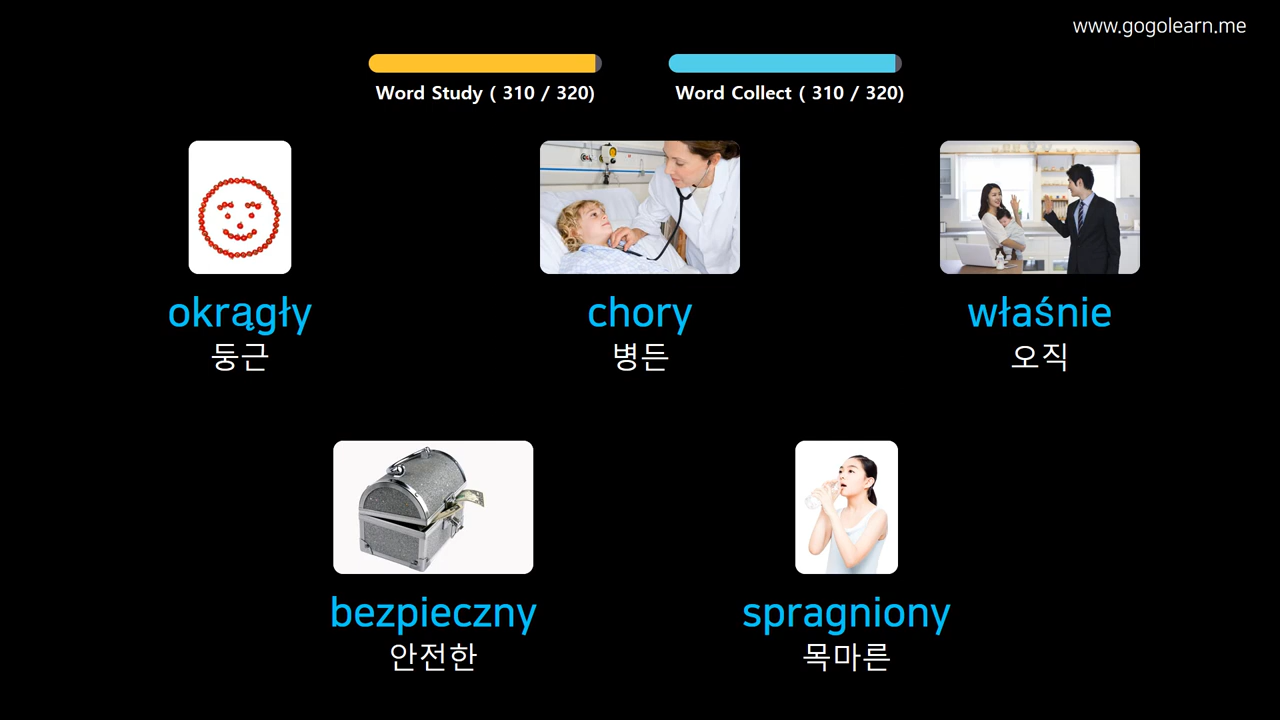 www.gogolearn.me
Word Study ( 310 / 320)
Word Collect ( 310 / 320)
okrągły
둥근
chory
병든
właśnie
오직
bezpieczny
안전한
spragniony
목마른